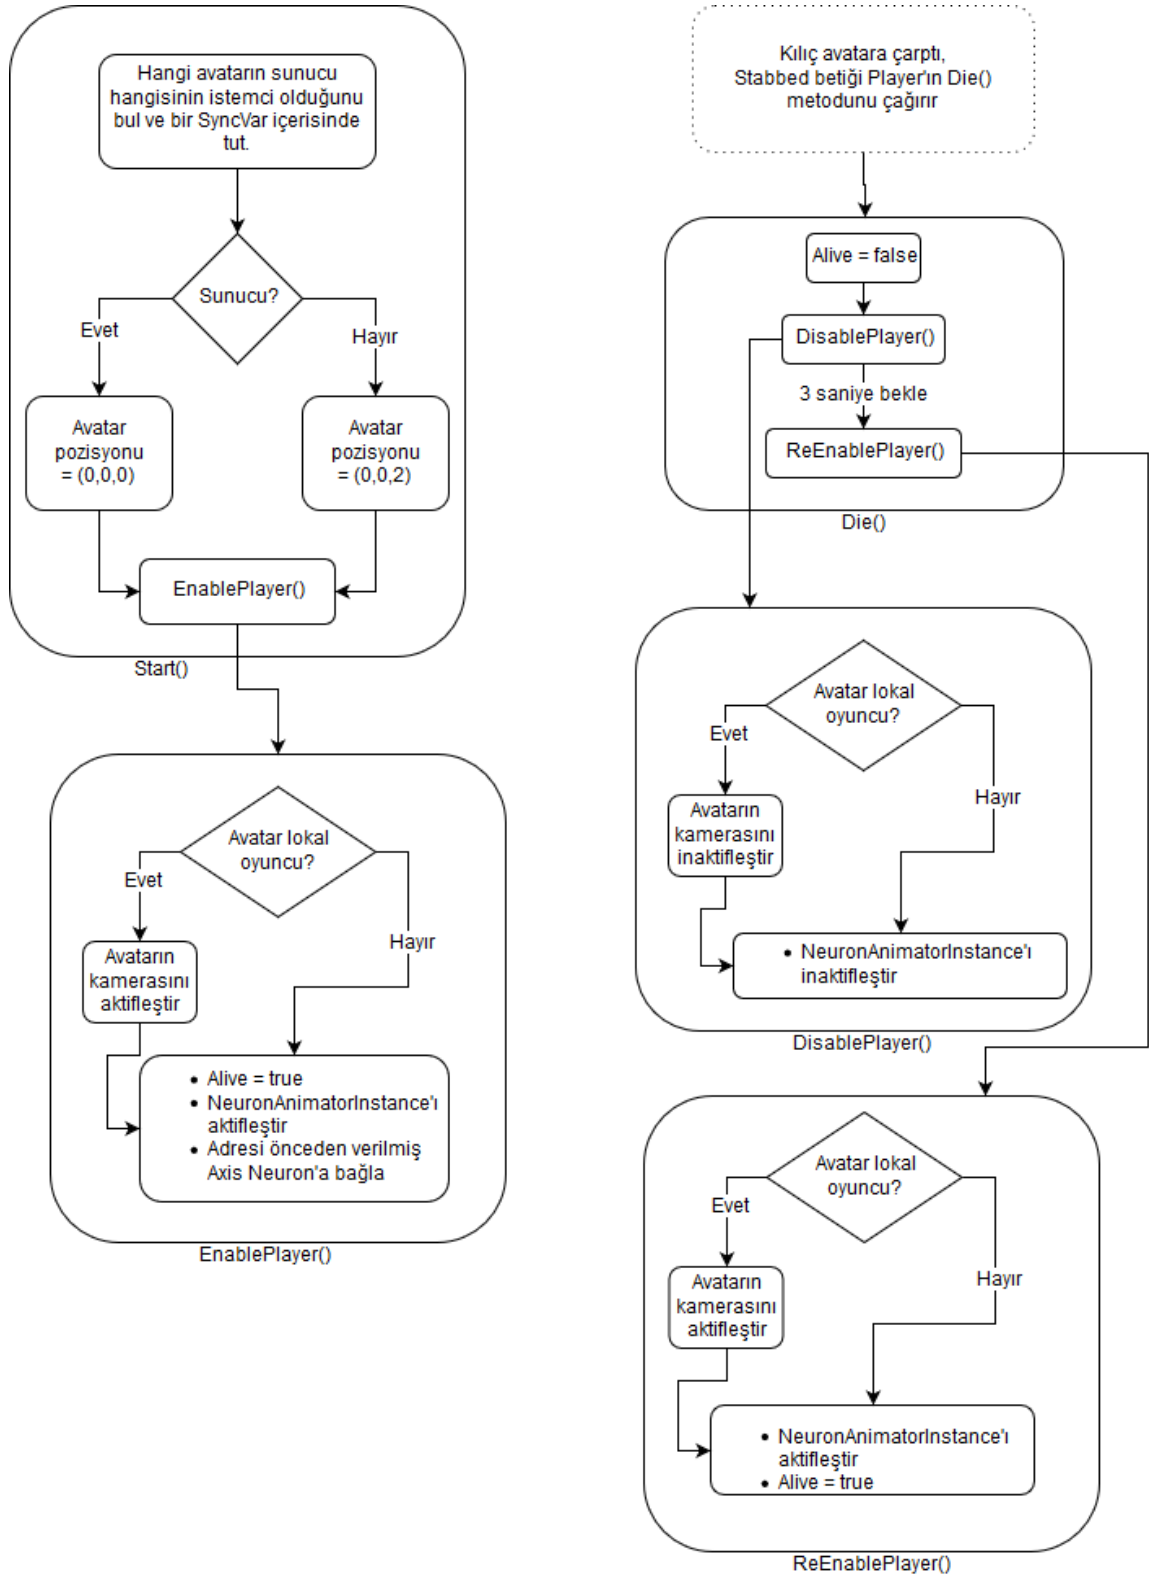 Hangi avatarın sunucu
hangisinin istemci olduğunu
bul ve bir SyncVar içerisinde
tut.
Sunucu?
Evet
Hayır
Avatar
pozisyonu
= (0,0,0)
Avatar
pozisyonu
= (0,0,2)
EnablePlayer()
Start()
Avatar lokal
oyuncu?
Evet
Hayır
Avatarın
kamerasını
aktifleştir
• Alive = true
• NeuronAnimatorInstance'ı
aktifleştir
• Adresi önceden verilmiş
Axis Neuron'a bağla
EnablePlayer()
Kılıç avatara çarptı,
Stabbed betiği Player'ın Die()
metodunu çağırır
Alive = false
DisablePlayer()
3 saniye bekle
ReEnablePlayer()
Die()
Avatar lokal
oyuncu?
Evet
Hayır
Avatarın
kamerasını
inaktifleştir
• NeuronAnimatorInstance'ı
inaktifleştir
DisablePlayer()
Avatar lokal
oyuncu?
Evet
Hayır
Avatarın
kamerasını
aktifleştir
• NeuronAnimatorInstance'ı
aktifleştir
• Alive = true
ReEnablePlayer()